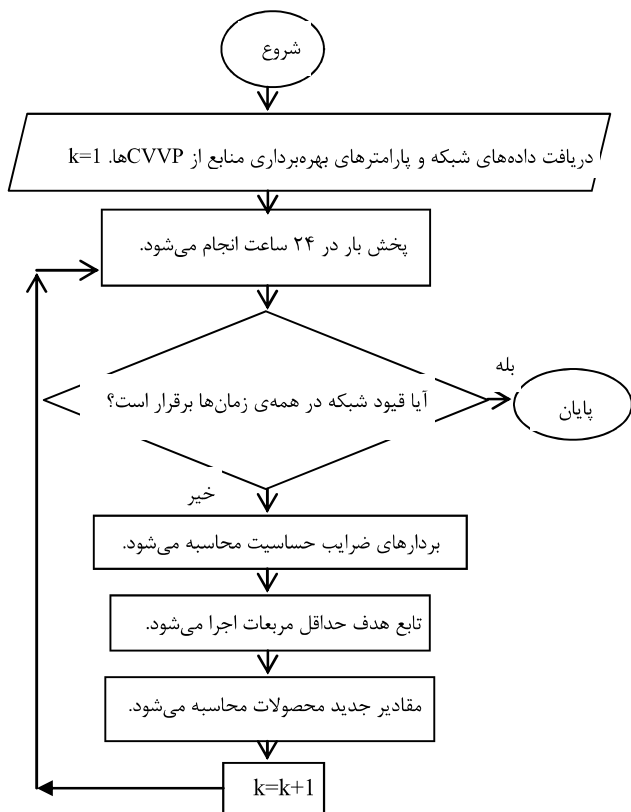 شروع
دریافت داده‌های شبکه و پارامترهای بهره‌برداری منابع از CVVPها. k=1
پخش بار در ۲۴ ساعت انجام می‌شود.
بله
آیا قیود شبکه در همه‌ی زمان‌ها برقرار است؟
پایان
خیر
بردارهای ضرایب حساسیت محاسبه می‌شود.
تابع هدف حداقل مربعات اجرا می‌شود.
مقادیر جدید محصولات محاسبه می‌شود.
k=k+1